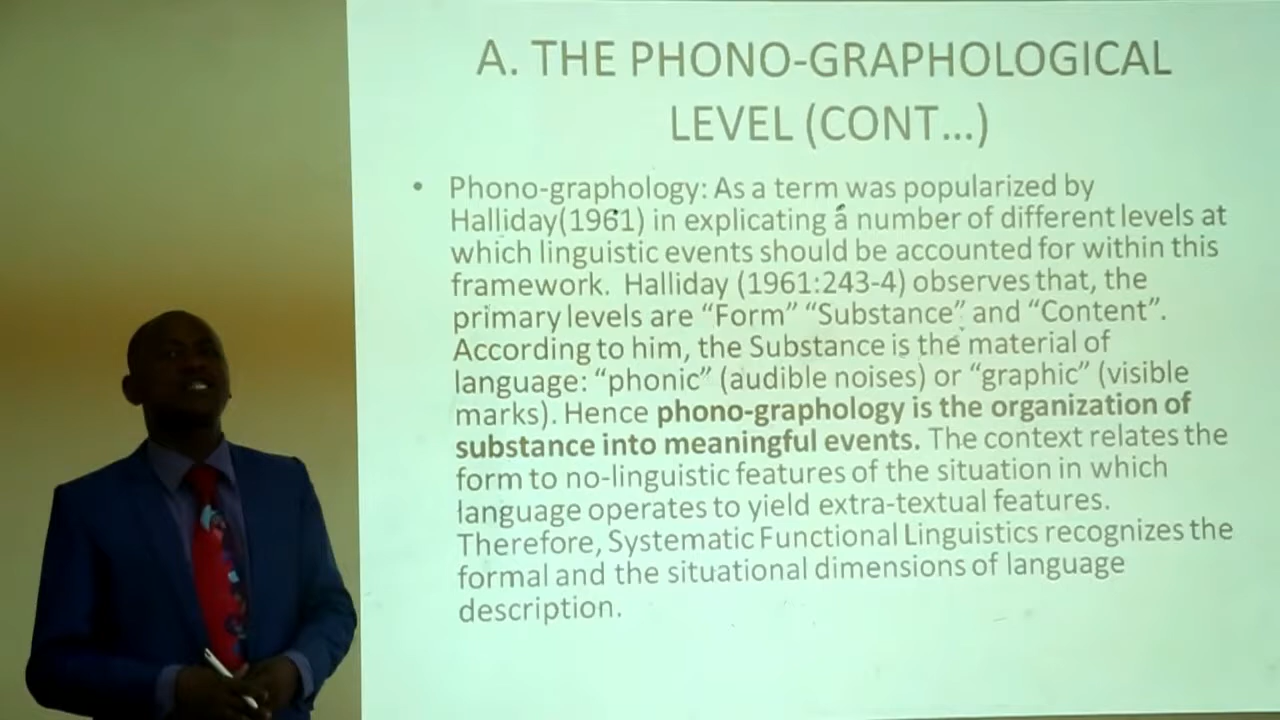 A. THE PHONO-GRAPHOLOGICAL
LEVEL (CONT...)
• Phono-graphology: As a term was popularized by
Halliday(1961) in explicating a number of different levels at
which linguistic events should be accounted for within this
framework. Halliday (1961:243-4) observes that, the
primary levels are “Form” “Substance” and “Content”.
According to him, the Substance is the material of
language: “phonic” (audible noises) or “graphic” (visible
marks). Hence phono-graphology is the organization of
substance into meaningful events. The context relates the
form to no-linguistic features of the situation in which
language operates to yield extra-textual features.
Therefore, Systematic Functional Linguistics recognizes the
formal and the situational dimensions of language
description.